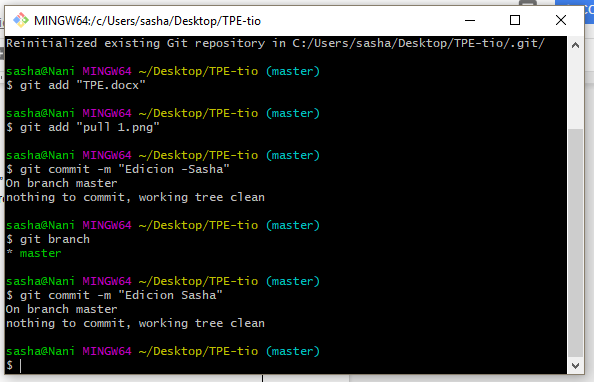 MINGW64:/c/Users/sasha/Desktop/TPE-tio
Reinitialized existing Git repository in C:/Users/sasha/Desktop/TPE-tio/.git/
sasha@Nani MINGW64 ~/Desktop/TPE-tio (master)
$ git add "TPE.docx"
sasha@Nani MINGW64 ~/Desktop/TPE-tio (master)
$ git add "pull 1.png"
sasha@Nani MINGW64 ~/Desktop/TPE-tio (master)
$ git commit -m "Edicion -Sasha"
On branch master
nothing to commit, working tree clean
sasha@Nani MINGW64 ~/Desktop/TPE-tio (master)
$ git branch
* master
sasha@Nani MINGW64 ~/Desktop/TPE-tio (master)
$ git commit -m "Edicion Sasha"
On branch master
nothing to commit, working tree clean
sasha@Nani MINGW64 ~/Desktop/TPE-tio (master)
$